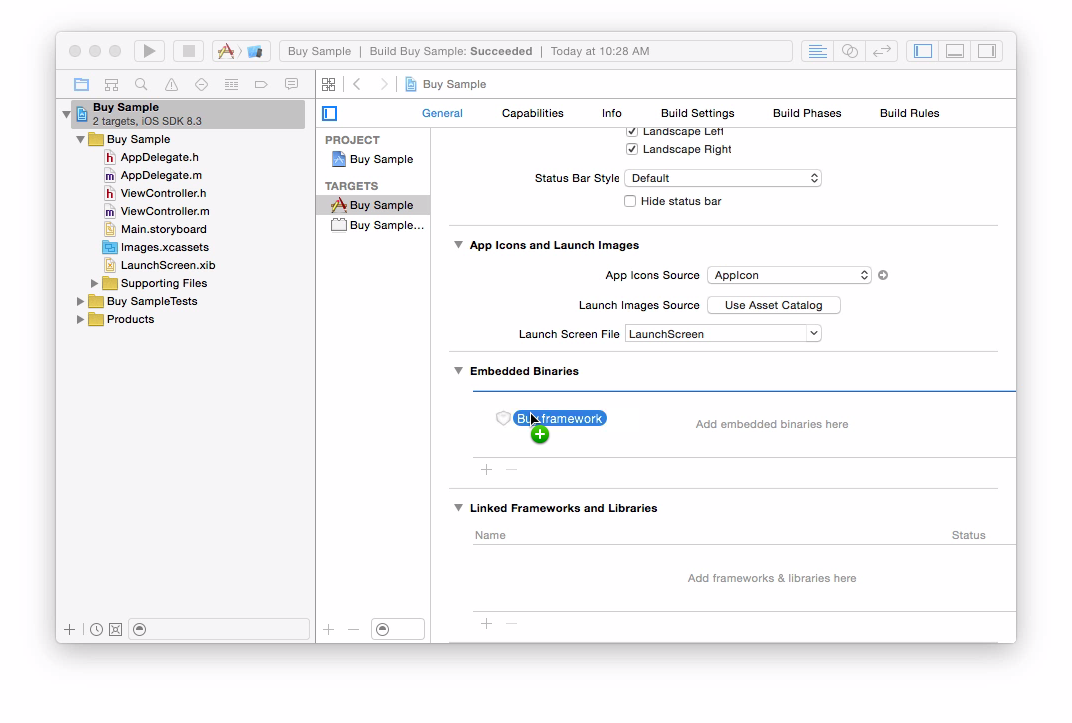 Buy Sample | Build Buy Sample: Succeeded | Today at 10:28 AM
Buy Sample
Buy Sample
2 targets, iOS SDK 8.3
Buy Sample
h AppDelegate.h
m AppDelegate.m
h ViewController.h
m ViewController.m
Main.storyboard
Images.xcassets
LaunchScreen.xib
Supporting Files
Buy SampleTests
Products
General Capabilities Info Build Settings Build Phases Build Rules
PROJECT
Buy Sample
TARGETS
Buy Sample
Buy Sample...
Landscape Left
Landscape Right
Status Bar Style Default
Hide status bar
App Icons and Launch Images
App Icons Source AppIcon
Launch Images Source Use Asset Catalog
Launch Screen File LaunchScreen
Embedded Binaries
framework
Add embedded binaries here
Linked Frameworks and Libraries
Name Status
Add frameworks & libraries here